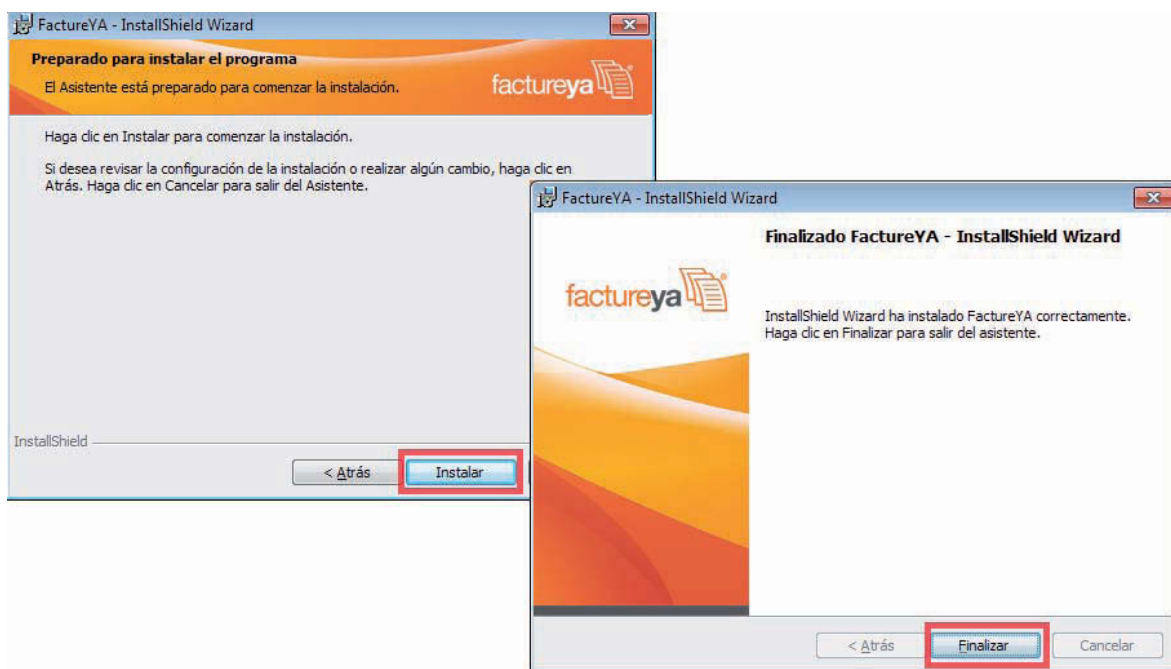 FactureYA - InstallShield Wizard
Preparado para instalar el programa
El Asistente está preparado para comenzar la instalación.
factureya
Haga clic en Instalar para comenzar la instalación.
Si desea revisar la configuración de la instalación o realizar algún cambio, haga clic en
Atrás. Haga clic en Cancelar para salir del Asistente.
InstallShield
< Atrás
Instalar
FactureYA - InstallShield Wizard
Finalizado FactureYA - InstallShield Wizard
factureya
InstallShield Wizard ha instalado FactureYA correctamente.
Haga clic en Finalizar para salir del asistente.
< Atrás
Finalizar
Cancelar